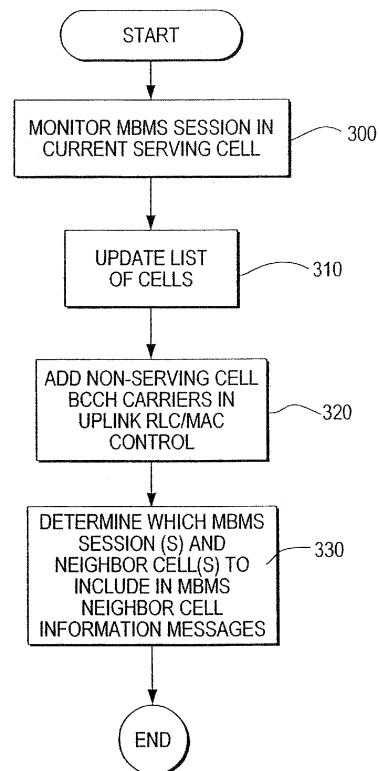 START
MONITOR MBMS SESSION IN
CURRENT SERVING CELL
300
UPDATE LIST
OF CELLS
310
ADD NON-SERVING CELL
BCCH CARRIERS IN
UPLINK RLC/MAC
CONTROL
320
DETERMINE WHICH MBMS
SESSION (S) AND
NEIGHBOR CELL(S) TO
INCLUDE IN MBMS
NEIGHBOR CELL
INFORMATION MESSAGES
330
END